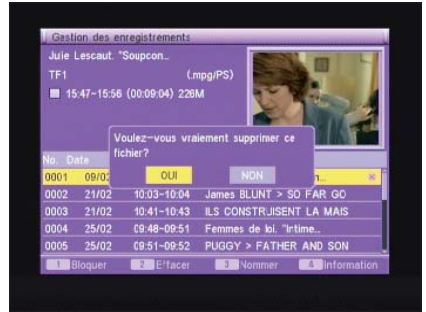 Gestion des enregistrements
Julie Lescaut. "Soupcon…
TF1 (.mpg/PS)
15:47-15:56 (00:09:04) 226M
Voulez-vous vraiement supprimer ce
fichier?
OUI NON
No. Date
0001 09/02 n…
0002 21/02 10:03-10:04 James BLUNT > SO FAR GO
0003 21/02 10:41-10:43 ILS CONSTRUISENT LA MAIS
0004 25/02 09:48-09:51 Femmes de loi. "Intime…
0005 25/02 09:51-09:52 PUGGY > FATHER AND SON
1 Bloquer 2 Effacer 3 Nommer 4 Information